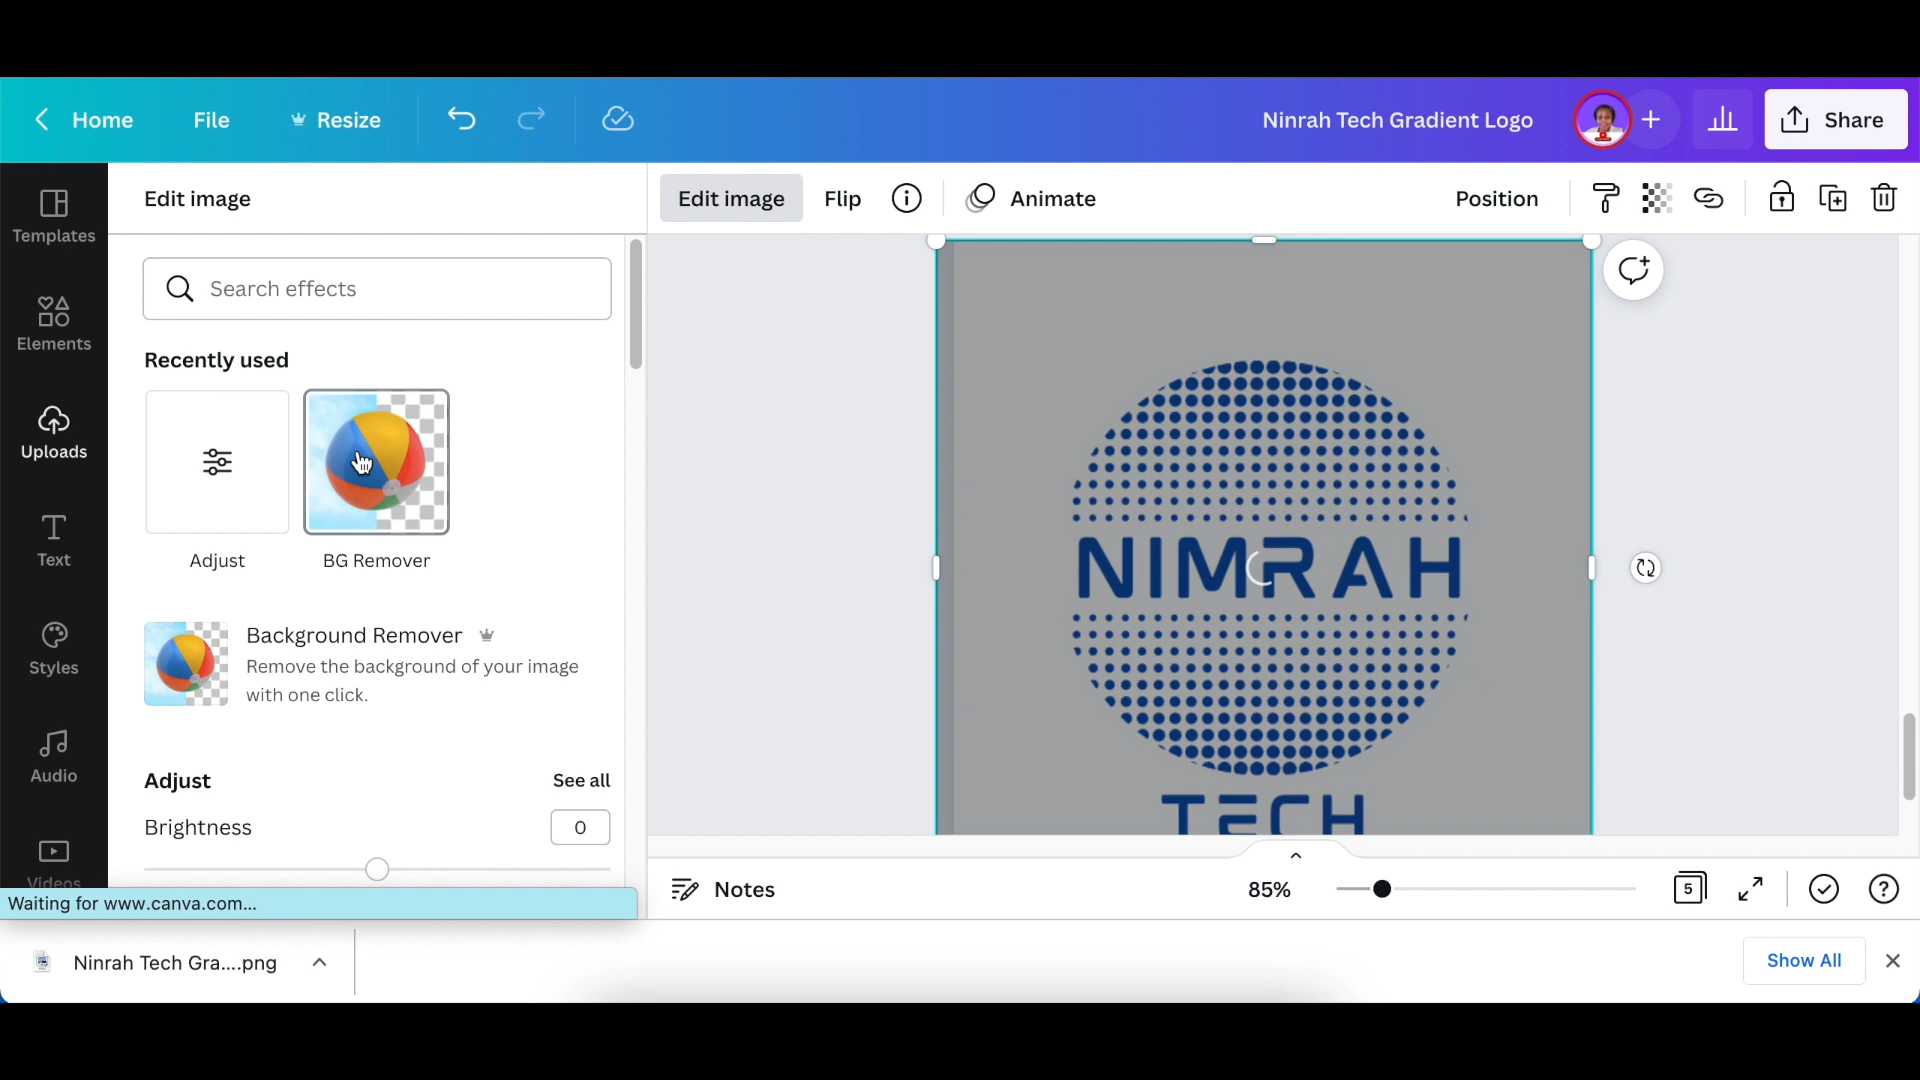 Home File Resize Ninrah Tech Gradient Logo + Share
Edit image Edit image Flip Animate Position
Templates
Search effects
Elements
Recently used
Uploads
Adjust BG Remover
Text
Background Remover
Remove the background of your image
with one click.
Styles
Audio
Adjust See all
Brightness 0
Videos
NIMRAH
TECH
Notes 85% 5
Waiting for www.canva.com...
Ninrah Tech Gra....png Show All